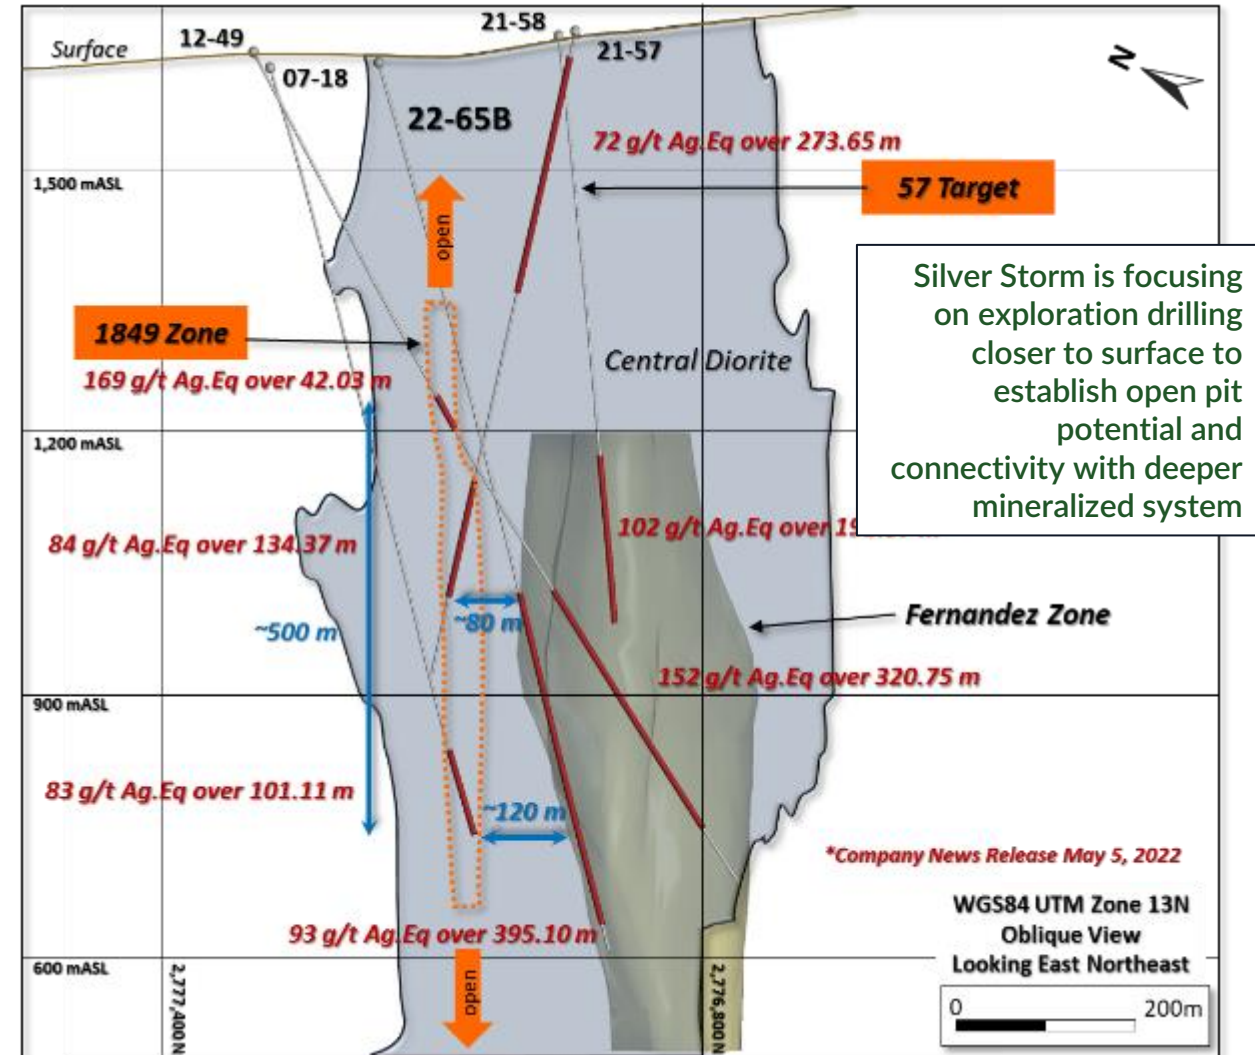 Surface
12-49
07-18
21-58
21-57
22-65B
N
72 g/t Ag.Eq over 273.65 m
1,500 mASL
57 Target
open
Silver Storm is focusing
on exploration drilling
closer to surface to
establish open pit
potential and
connectivity with deeper
mineralized system
1849 Zone
169 g/t Ag.Eq over 42.03 m
Central Diorite
1,200 mASL
102 g/t Ag.Eq over
84 g/t Ag.Eq over 134.37 m
~80 m
~500 m
Fernandez Zone
152 g/t Ag.Eq over 320.75 m
900 mASL
83 g/t Ag.Eq over 101.11 m
~120 m
*Company News Release May 5, 2022
WGS84 UTM Zone 13N
Oblique View
Looking East Northeast
93 g/t Ag.Eq over 395.10 m
600 mASL
open
2,777,400 N
2,776,800 N
0 200m